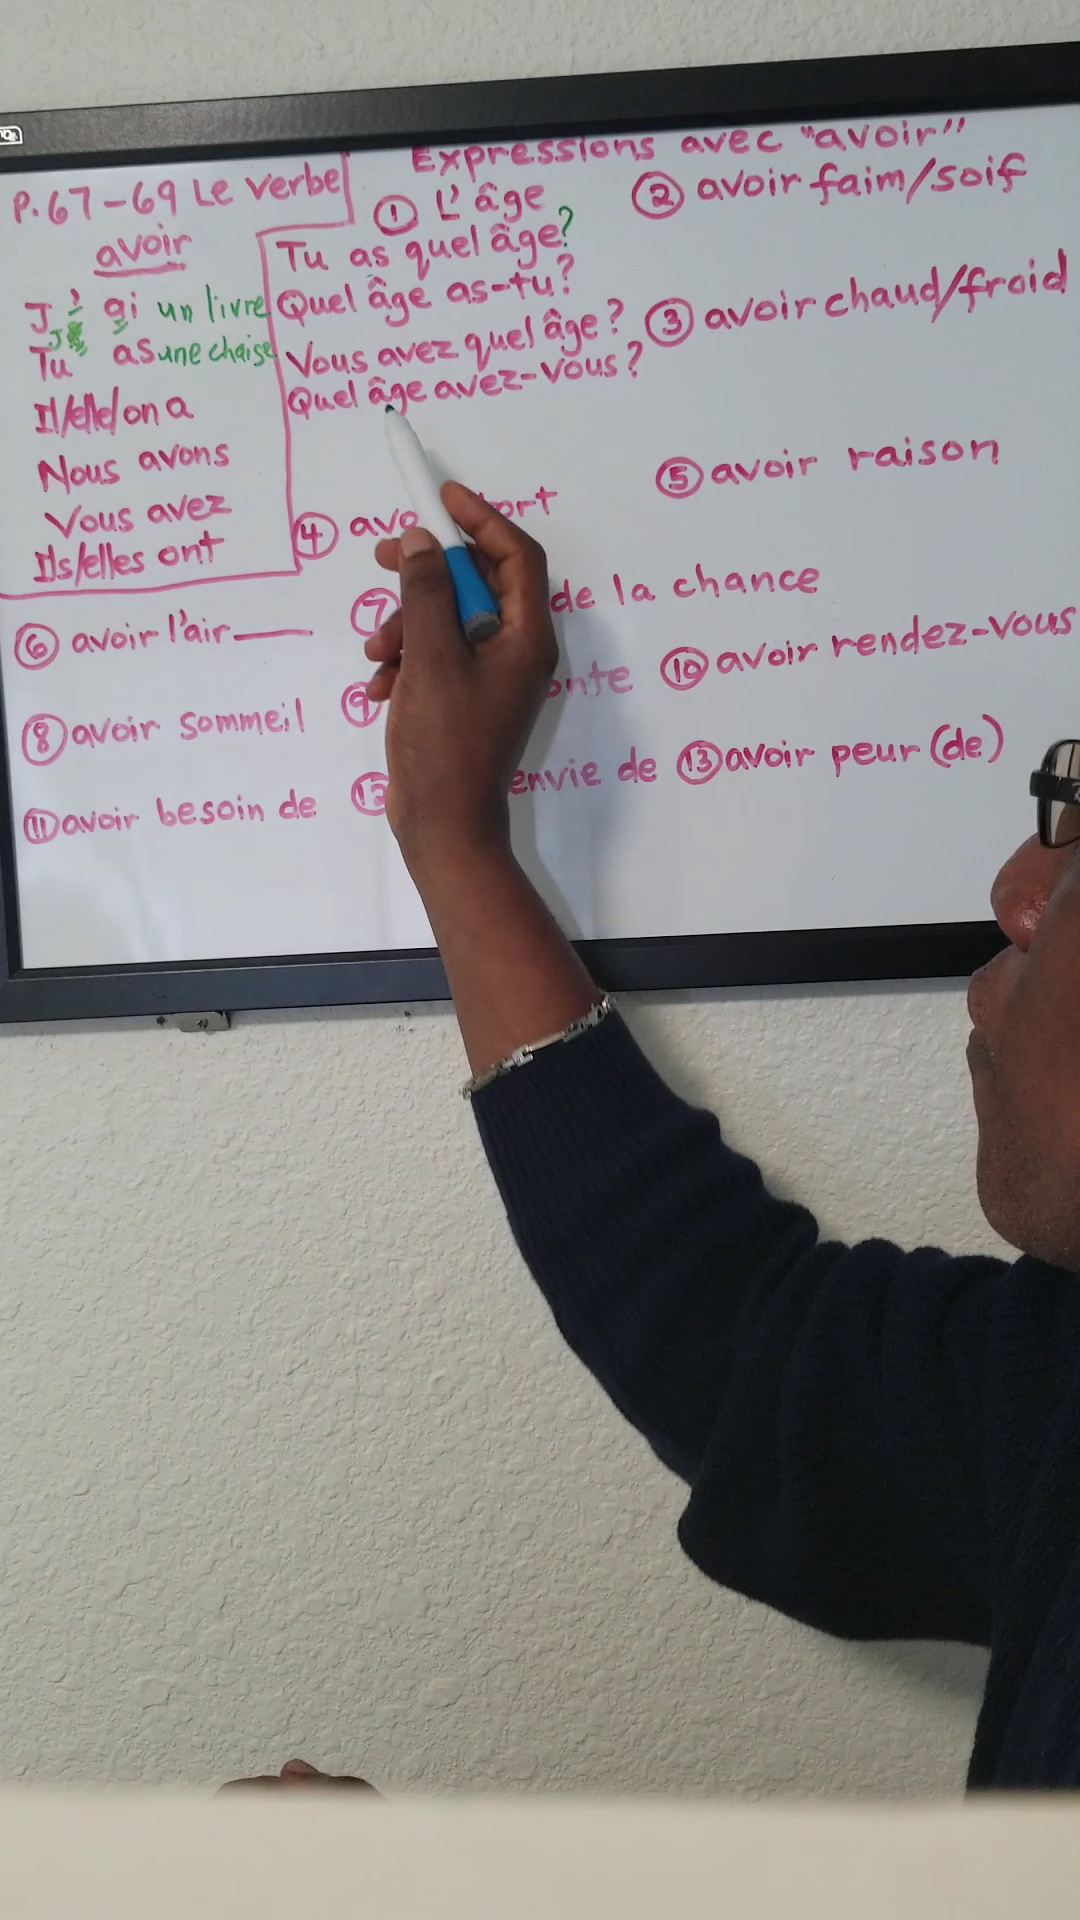 Expressions avec "avoir"
P.67-69 Le verbe
avoir
J' ai un livre
J'
Tu as une chaise
Il/elle/on a
Nous avons
Vous avez
Ils/elles ont
① L'âge
Tu as quel âge?
Quel âge as-tu?
Vous avez quel âge?
Quel âge avez-vous?
② avoir faim/soif
③ avoir chaud/froid
④ avo ort
⑤ avoir raison
⑥ avoir l'air ____
⑦ de la chance
⑧ avoir sommeil
⑨ onte
⑩ avoir rendez-vous
⑪ avoir besoin de
⑫ envie de
⑬ avoir peur (de)